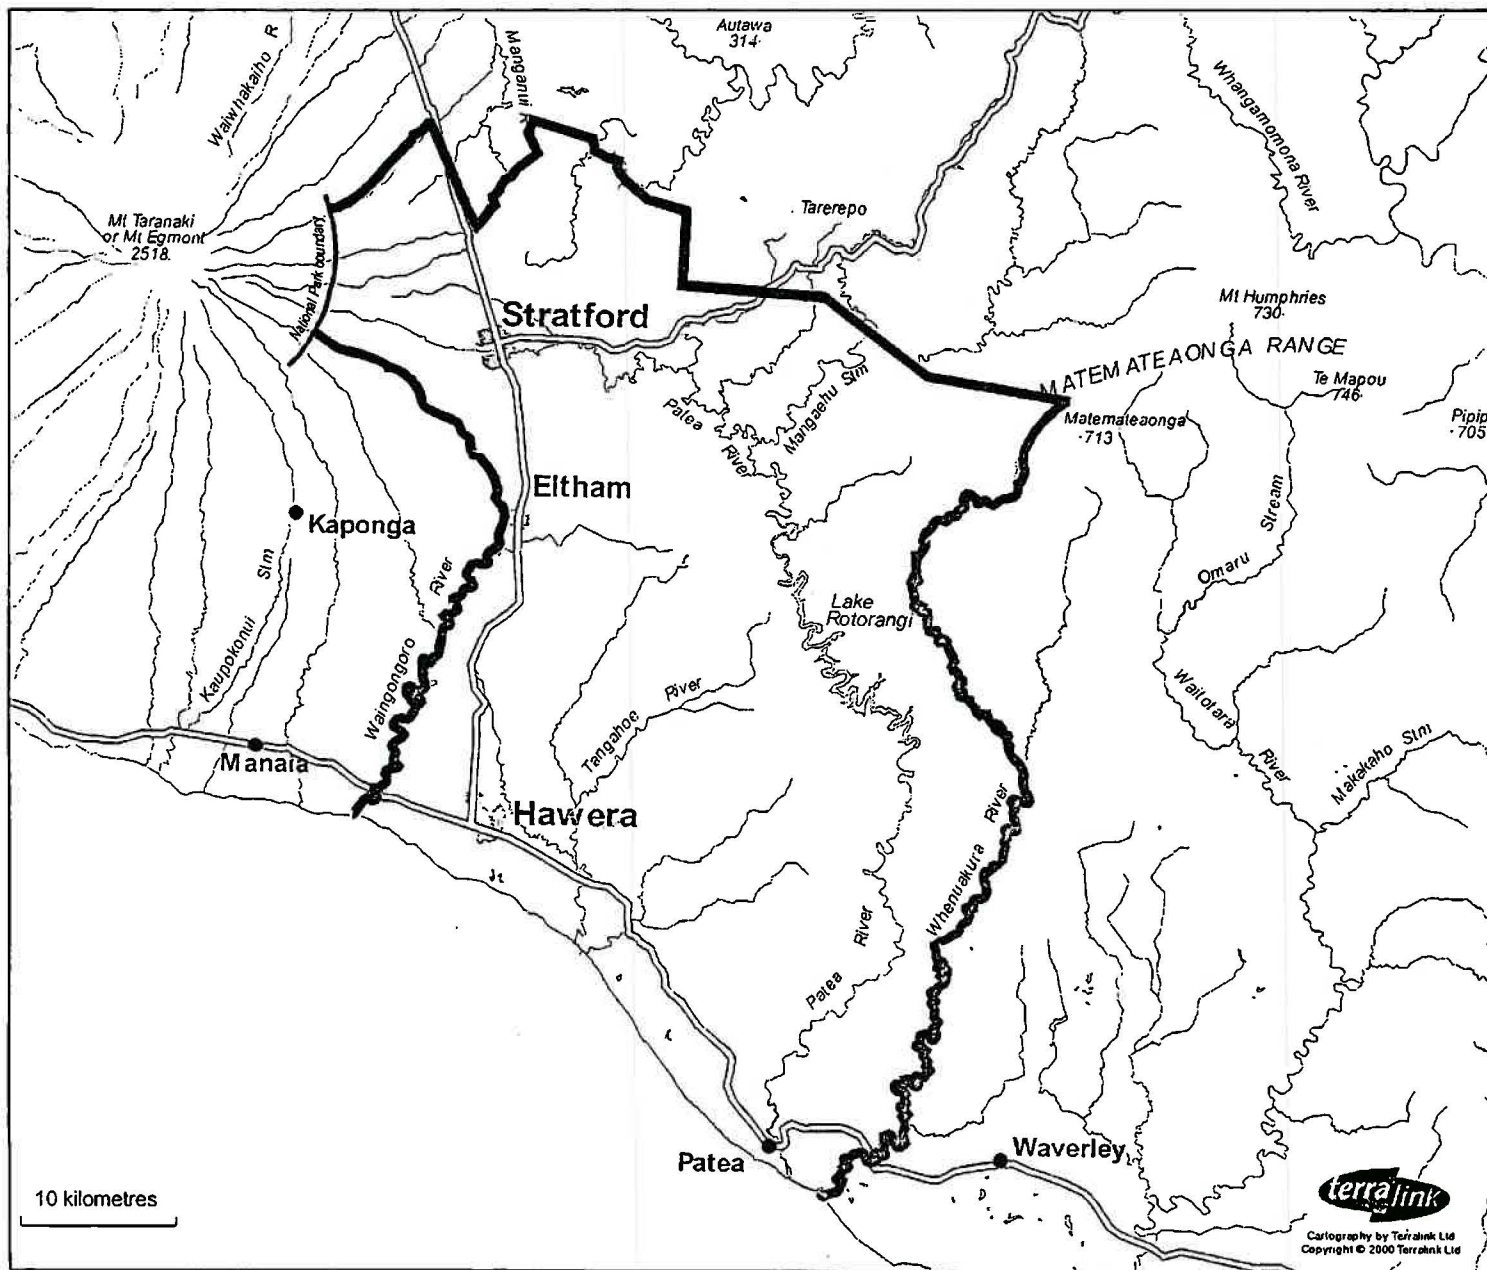 Autawa
314
Manganui
Waiwhakaiho R
Whangamomona River
Mt Taranaki
or Mt Egmont
2518
National Park boundary
Tarerepo
Stratford
Mt Humphries
730
MATEMATEAONGA RANGE
Te Mapou
746
Matemateaonga
713
Pipip
705
Patea
River
Mangaehu Stm
Eltham
Kaponga
Omaru Stream
Kaupokonui Stm
Waingongoro River
Lake
Rotorangi
Tangahoe River
Waitotara River
Makakaho Stm
Manaia
Hawera
Whenuakura River
Patea River
Patea
Waverley
10 kilometres
terralink
Cartography by Terralink Ltd
Copyright © 2000 Terralink Ltd